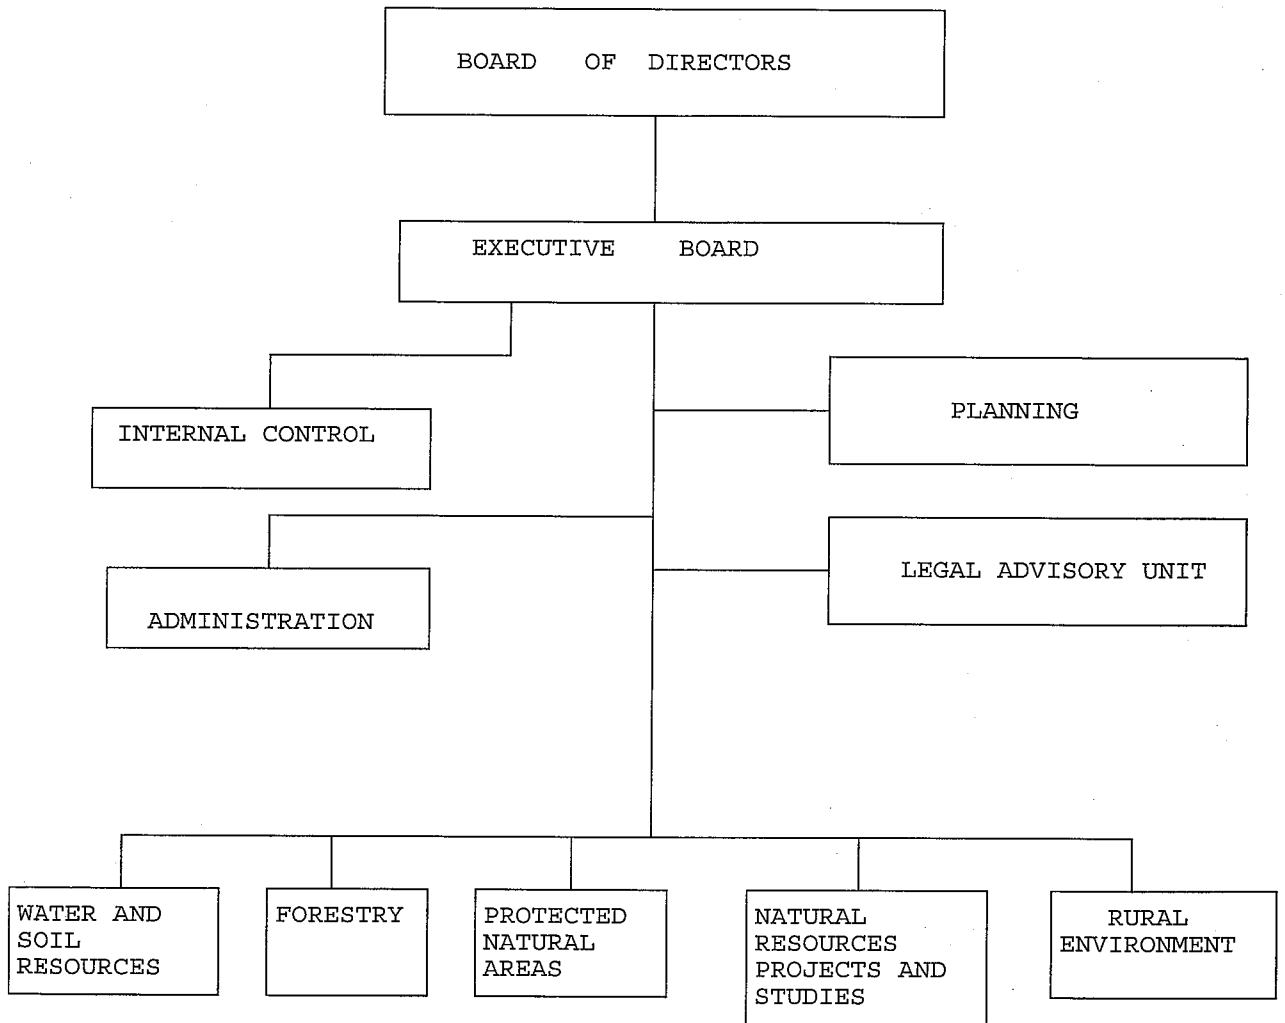 BOARD OF DIRECTORS
EXECUTIVE BOARD
INTERNAL CONTROL
PLANNING
ADMINISTRATION
LEGAL ADVISORY UNIT
WATER AND
SOIL
RESOURCES
FORESTRY
PROTECTED
NATURAL
AREAS
NATURAL
RESOURCES
PROJECTS AND
STUDIES
RURAL
ENVIRONMENT